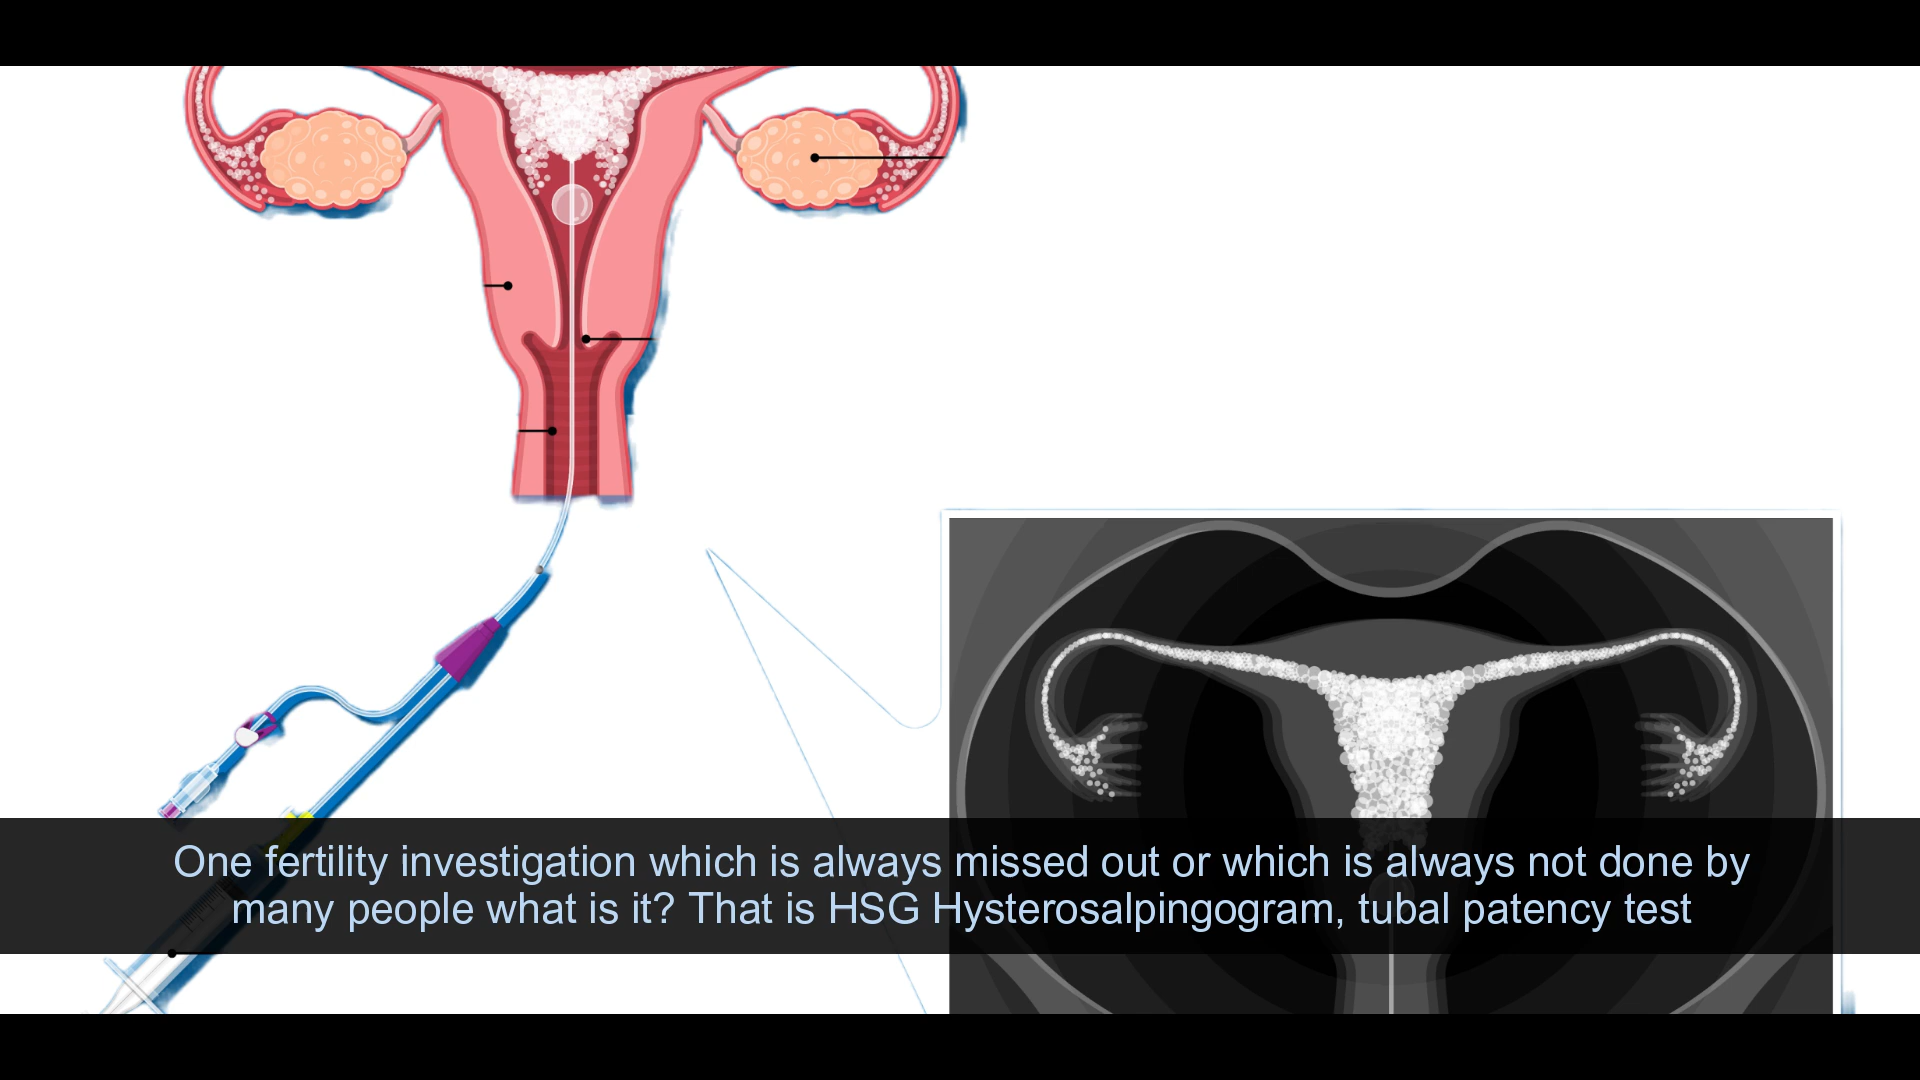 One fertility investigation which is always missed out or which is always not done by
many people what is it? That is HSG Hysterosalpingogram, tubal patency test